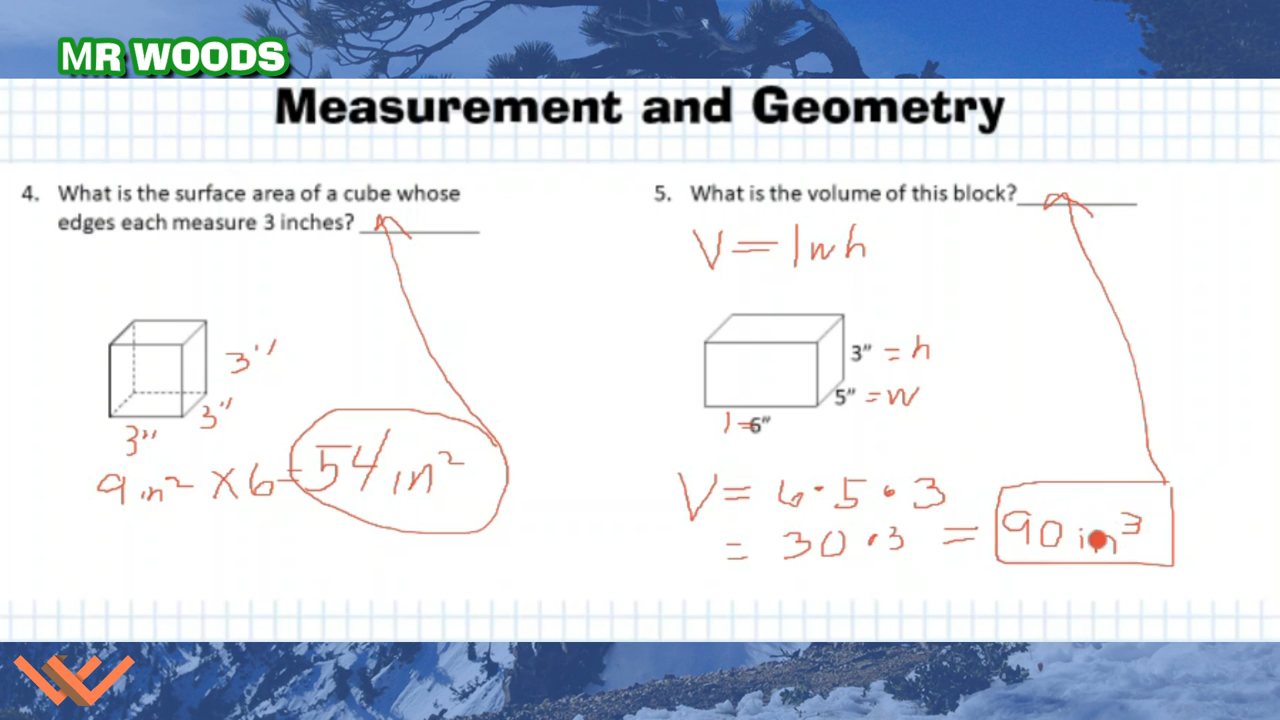 MR WOODS
Measurement and Geometry
4. What is the surface area of a cube whose
edges each measure 3 inches? __________
3"
3"
3"
9 in² x 6 = 54 in²
5. What is the volume of this block? __________
V = lwh
3" = h
5" = w
l = 6"
V = 6 · 5 · 3
= 30 · 3 = 90 in³